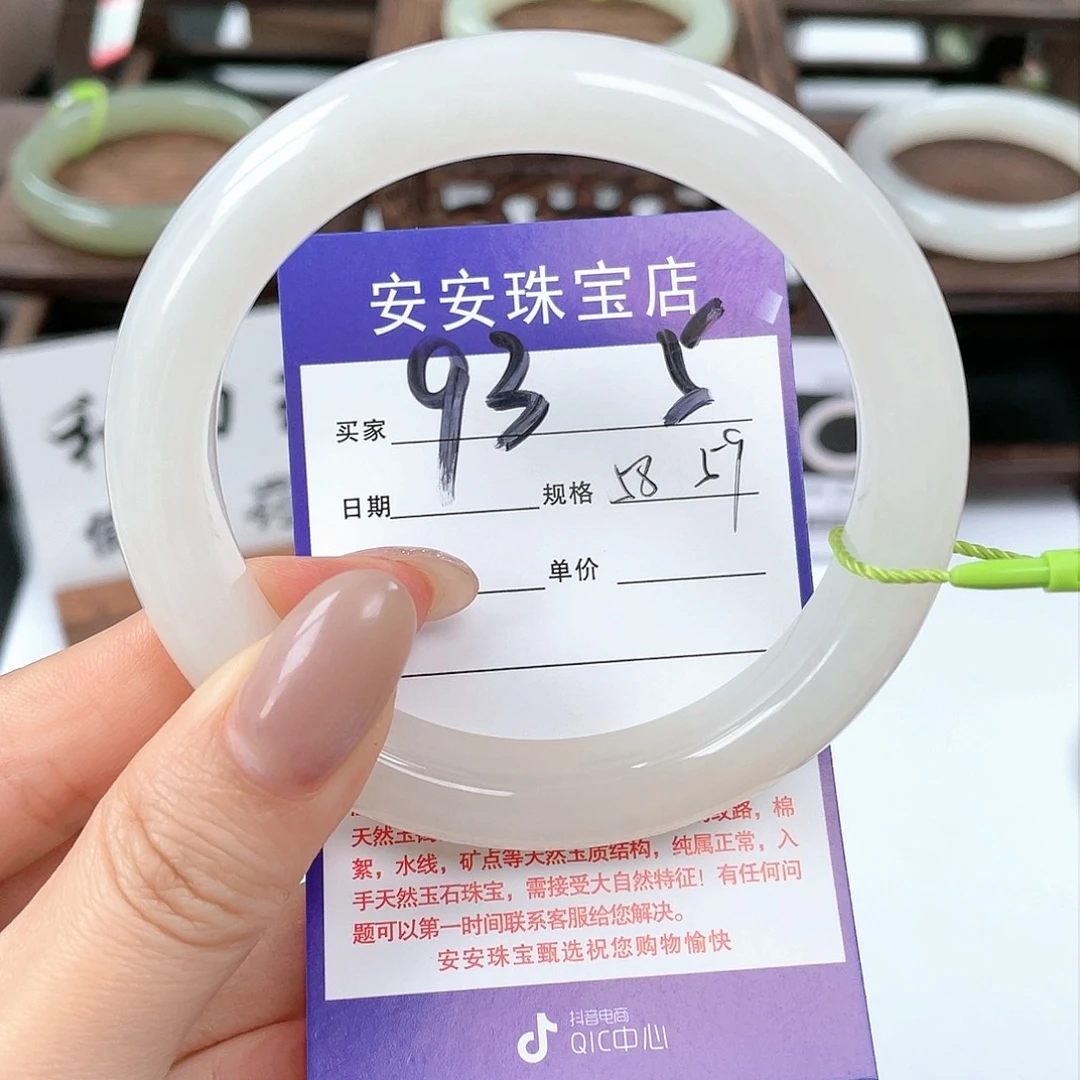 安安珠宝店
93 5
买家
日期 规格 58 59
单价
纹路，棉
天然玉
絮，水线，矿点等天然玉质结构，纯属正常，入
手天然玉石珠宝，需接受大自然特征！有任何问
题可以第一时间联系客服给您解决。
安安珠宝甄选祝您购物愉快
抖音电商
QIC中心